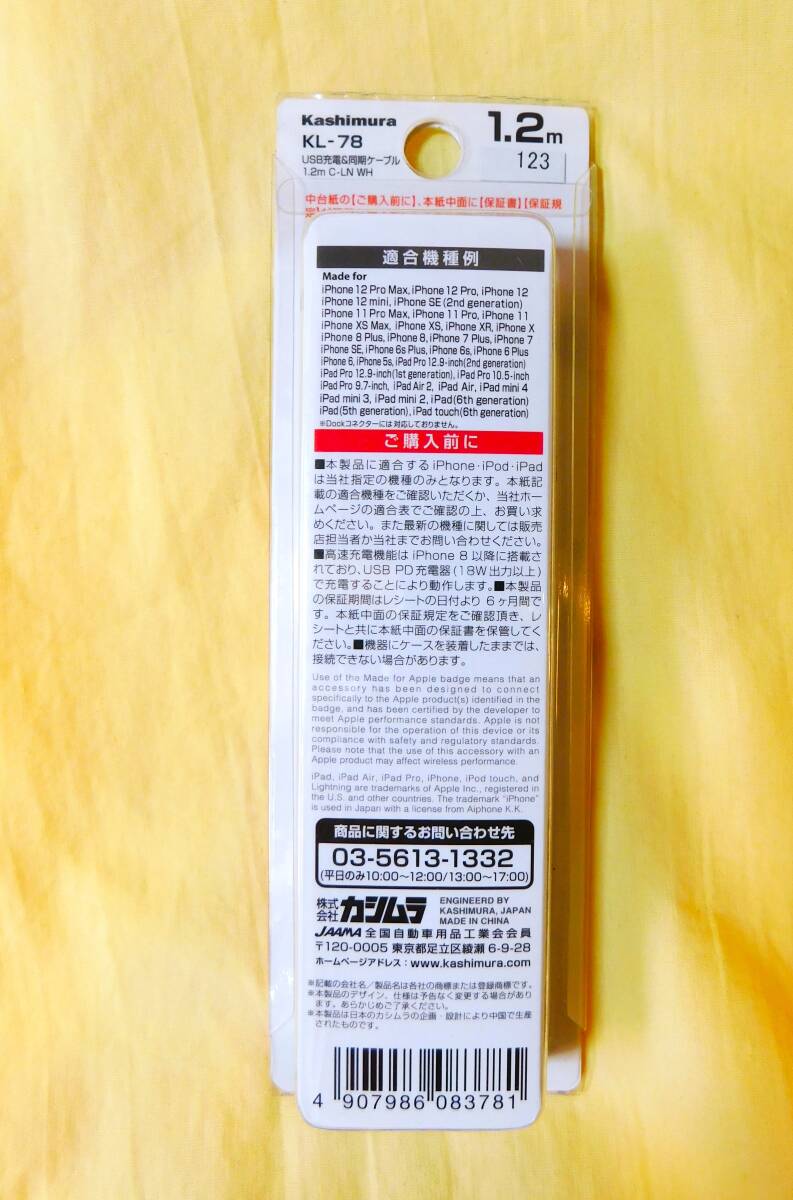 Kashimura
KL-78
USB充電&同期ケーブル
1.2m C-LN WH
1.2m
123
中台紙の【ご購入前に】、本紙中面に【保証書】【保証規
適合機種例
Made for
iPhone 12 Pro Max, iPhone 12 Pro, iPhone 12
iPhone 12 mini, iPhone SE (2nd generation)
iPhone 11 Pro Max, iPhone 11 Pro, iPhone 11
iPhone XS Max, iPhone XS, iPhone XR, iPhone X
iPhone 8 Plus, iPhone 8, iPhone 7 Plus, iPhone 7
iPhone SE, iPhone 6s Plus, iPhone 6s, iPhone 6 Plus
iPhone 6, iPhone 5s, iPad Pro 12.9-inch(2nd generation)
iPad Pro 12.9-inch(1st generation), iPad Pro 10.5-inch
iPad Pro 9.7-inch, iPad Air 2, iPad Air, iPad mini 4
iPad mini 3, iPad mini 2, iPad(6th generation)
iPad(5th generation), iPad touch(6th generation)
※Dockコネクターには対応しておりません。
ご購入前に
■本製品に適合する iPhone・iPod・iPad
は当社指定の機種のみとなります。本紙記
載の適合機種をご確認いただくか、当社ホー
ムページの適合表でご確認の上、お買い求
めください。また最新の機種に関しては販売
店担当者か当社までお問い合わせください。
■高速充電機能は iPhone 8 以降に搭載さ
れており、USB PD 充電器 (18W 出力以上)
で充電することにより動作します。■本製品
の保証期間はレシートの日付より 6ヶ月間で
す。本紙中面の保証規定をご確認頂き、レ
シートと共に本紙中面の保証書を保管してく
ださい。■機器にケースを装着したままでは、
接続できない場合があります。
Use of the Made for Apple badge means that an
accessory has been designed to connect
specifically to the Apple product(s) identified in the
badge, and has been certified by the developer to
meet Apple performance standards. Apple is not
responsible for the operation of this device or its
compliance with safety and regulatory standards.
Please note that the use of this accessory with an
Apple product may affect wireless performance.
iPad, iPad Air, iPad Pro, iPhone, iPod touch, and
Lightning are trademarks of Apple Inc., registered in
the U.S. and other countries. The trademark "iPhone"
is used in Japan with a license from Aiphone K.K.
商品に関するお問い合わせ先
03-5613-1332
(平日のみ10:00～12:00/13:00～17:00)
株式会社 カシムラ
ENGINEERD BY
KASHIMURA, JAPAN
MADE IN CHINA
JAAMA 全国自動車用品工業会会員
〒120-0005 東京都足立区綾瀬 6-9-28
ホームページアドレス：www.kashimura.com
※記載の会社名／製品名は各社の商標または登録商標です。
※本製品のデザイン、仕様は予告なく変更する場合があり
ます。あらかじめご了承ください。
※本製品は日本のカシムラの企画・設計により中国で生産
されたものです。
4 907986 083781